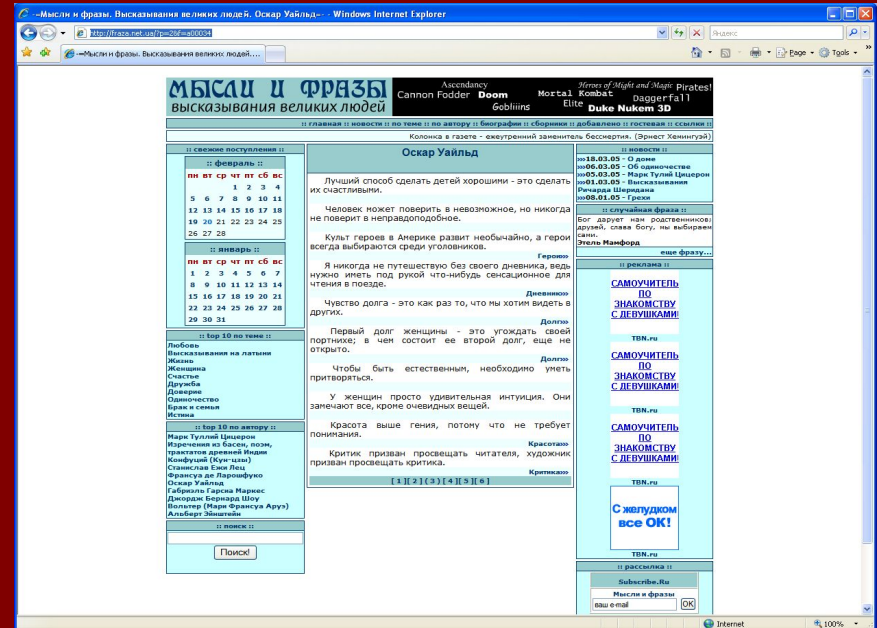 -=Мысли и фразы. Высказывания великих людей. Оскар Уайльд=- - Windows Internet Explorer
http://fraza.net.ua/?p=26f=a00034
Яндекс
-=Мысли и фразы. Высказывания великих людей....
Page
Tools
МЫСЛИ И ФРАЗЫ
высказывания великих людей
Ascendancy
Cannon Fodder Doom
Gobliiins
Mortal Kombat
Elite
Heroes of Might and Magic Pirates!
Daggerfall
Duke Nukem 3D
:: главная :: новости :: по теме :: по автору :: биографии :: сборники :: добавлено :: гостевая :: ссылки ::
Колонка в газете - ежеутренний заменитель бессмертия. (Эрнест Хемингуэй)
:: свежие поступления ::
:: февраль ::
пн вт ср чт пт сб вс
1 2 3 4
5 6 7 8 9 10 11
12 13 14 15 16 17 18
19 20 21 22 23 24 25
26 27 28
:: январь ::
пн вт ср чт пт сб вс
1 2 3 4 5 6 7
8 9 10 11 12 13 14
15 16 17 18 19 20 21
22 23 24 25 26 27 28
29 30 31
:: top 10 по теме ::
Любовь
Высказывания на латыни
Жизнь
Женщина
Счастье
Дружба
Доверие
Одиночество
Брак и семья
Истина
:: top 10 по автору ::
Марк Туллий Цицерон
Изречения из басен, поэм,
трактатов древней Индии
Конфуций (Кун-цзы)
Станислав Ежи Лец
Франсуа де Ларошфуко
Оскар Уайльд
Габриэль Гарсиа Маркес
Джордж Бернард Шоу
Вольтер (Мари Франсуа Аруэ)
Альберт Эйнштейн
:: поиск ::
Поиск!
Оскар Уайльд
Лучший способ сделать детей хорошими - это сделать
их счастливыми.
Человек может поверить в невозможное, но никогда
не поверит в неправдоподобное.
Культ героев в Америке развит необычайно, а герои
всегда выбираются среди уголовников.
Герои»»
Я никогда не путешествую без своего дневника, ведь
нужно иметь под рукой что-нибудь сенсационное для
чтения в поезде.
Дневники»»
Чувство долга - это как раз то, что мы хотим видеть в
других.
Долг»»
Первый долг женщины - это угождать своей
портнихе; в чем состоит ее второй долг, еще не
открыто.
Долг»»
Чтобы быть естественным, необходимо уметь
притворяться.
У женщин просто удивительная интуиция. Они
замечают все, кроме очевидных вещей.
Красота выше гения, потому что не требует
понимания.
Красота»»
Критик призван просвещать читателя, художник
призван просвещать критика.
Критика»»
[ 1 ][ 2 ] ( 3 ) [ 4 ][ 5 ][ 6 ]
:: новости ::
»»18.03.05 - О доме
»»06.03.05 - Об одиночестве
»»05.03.05 - Марк Тулий Цицерон
»»01.03.05 - Высказывания
Ричарда Шеридана
»»08.01.05 - Грехи
:: случайная фраза ::
Бог дарует нам родственников;
друзей, слава богу, мы выбираем
сами.
Этель Мамфорд
еще фразу...
:: реклама ::
САМОУЧИТЕЛЬ
ПО
ЗНАКОМСТВУ
С ДЕВУШКАМИ!
TBN.ru
САМОУЧИТЕЛЬ
ПО
ЗНАКОМСТВУ
С ДЕВУШКАМИ!
TBN.ru
САМОУЧИТЕЛЬ
ПО
ЗНАКОМСТВУ
С ДЕВУШКАМИ!
TBN.ru
С желудком
все ОК!
TBN.ru
:: рассылка ::
Subscribe.Ru
Мысли и фразы
ваш e-mail
OK
Internet
100%